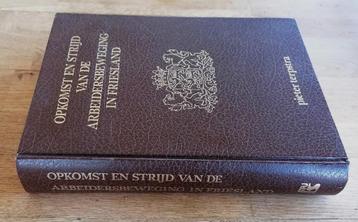 OPKOMST EN STRIJD
VAN DE
ARBEIDERSBEWEGING
IN FRIESLAND
pieter terpstra
OPKOMST EN STRIJD VAN DE
ARBEIDERSBEWEGING IN FRIESLAND